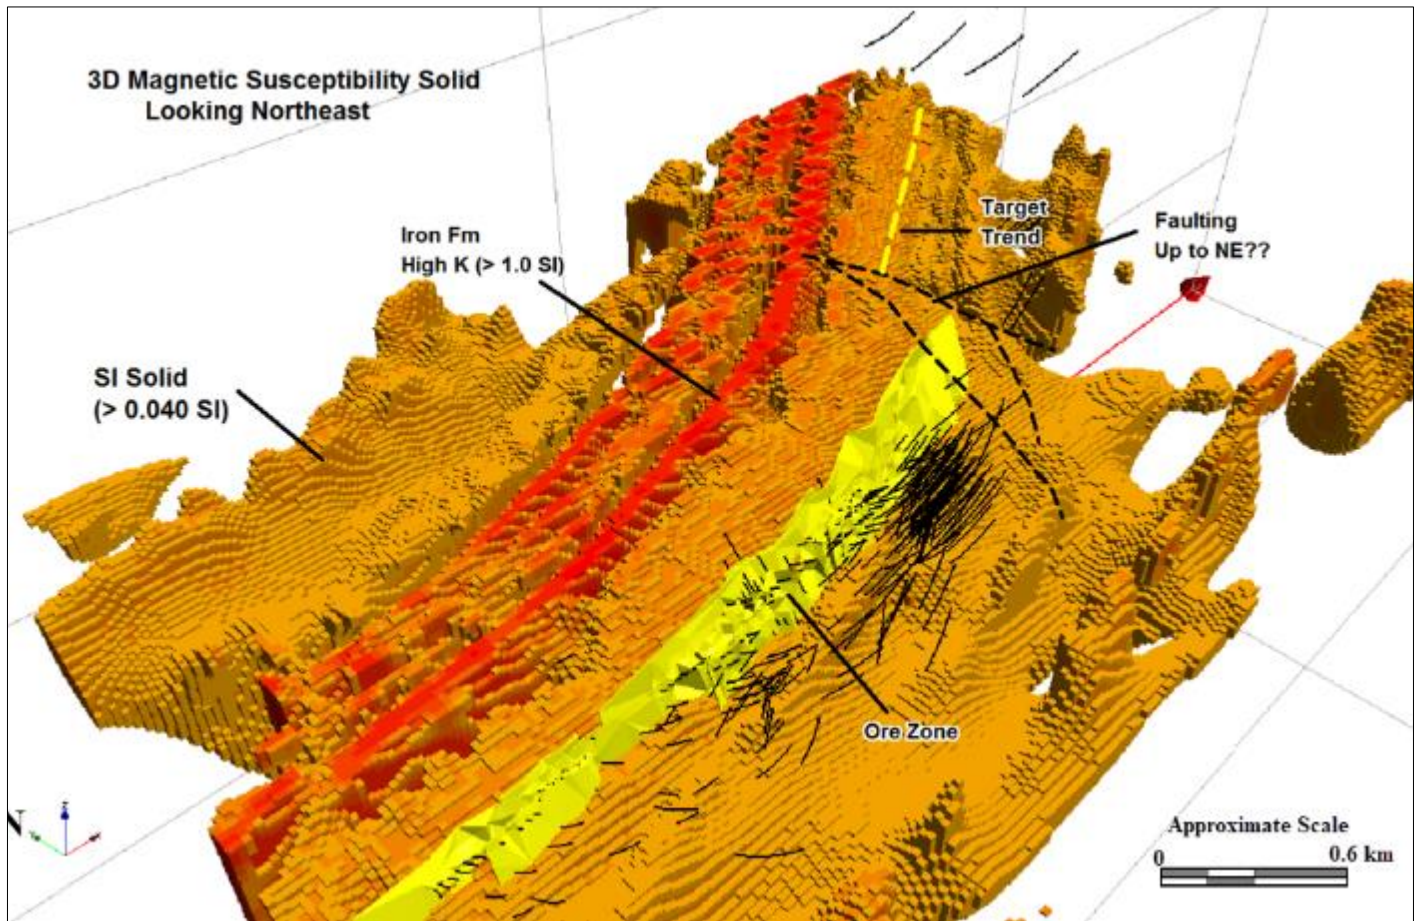 3D Magnetic Susceptibility Solid
Looking Northeast
Target
Trend
Faulting
Up to NE??
Iron Fm
High K (> 1.0 SI)
SI Solid
(> 0.040 SI)
Ore Zone
z
Approximate Scale
0 0.6 km